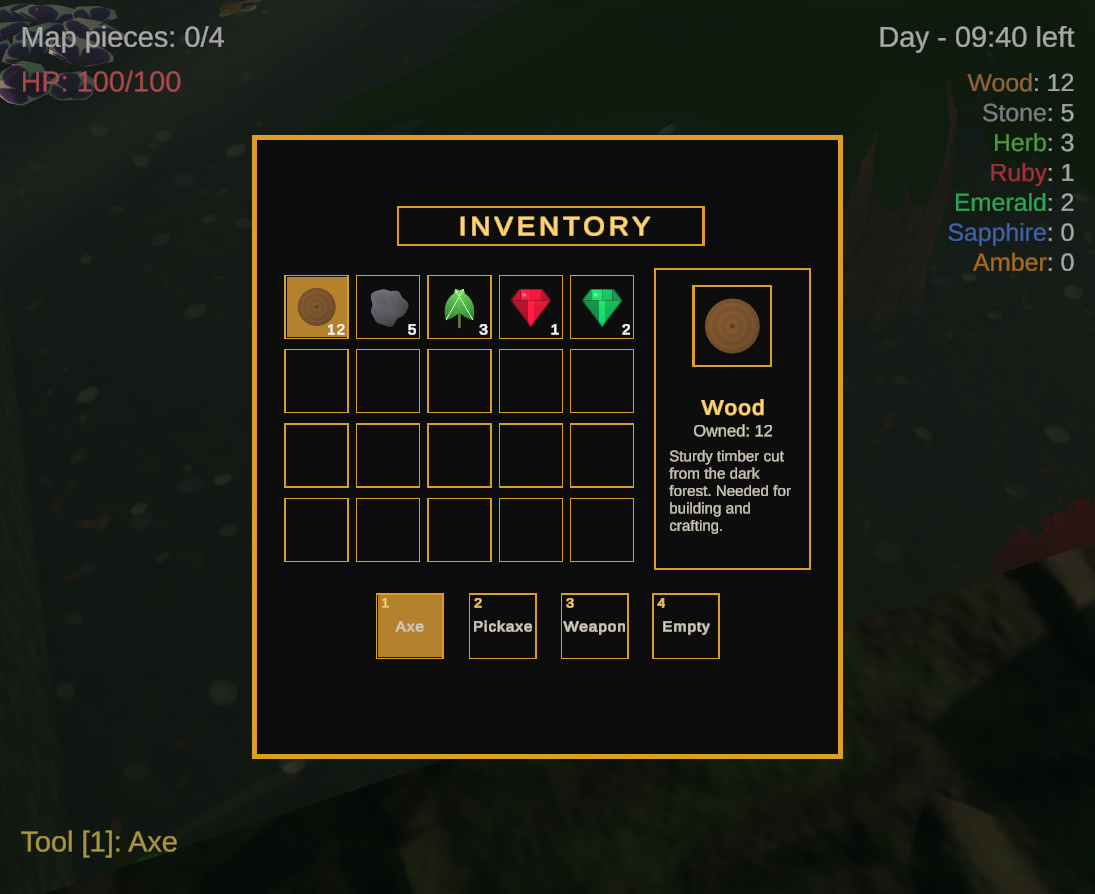 Map pieces: 0/4
HP: 100/100
Day - 09:40 left
Wood: 12
Stone: 5
Herb: 3
Ruby: 1
Emerald: 2
Sapphire: 0
Amber: 0
INVENTORY
12
5
3
1
2
Wood
Owned: 12
Sturdy timber cut
from the dark
forest. Needed for
building and
crafting.
1
Axe
2
Pickaxe
3
Weapon
4
Empty
Tool [1]: Axe